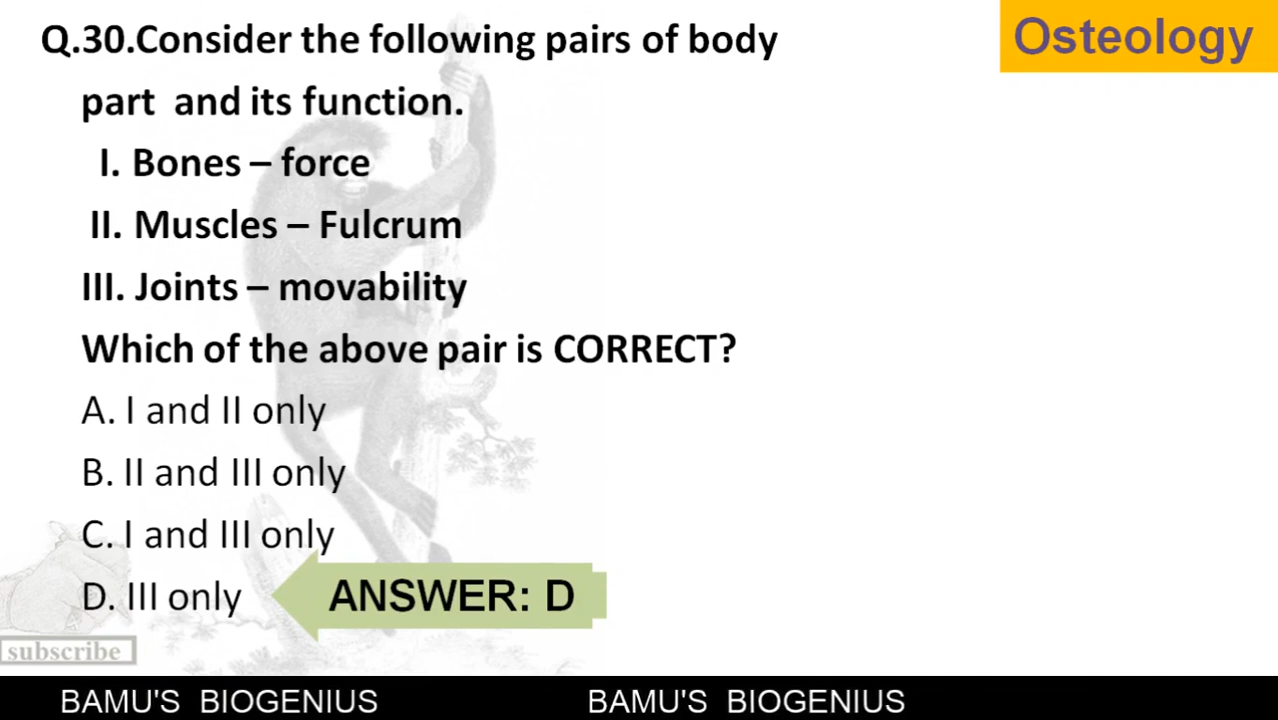 Osteology
Q.30.Consider the following pairs of body
part and its function.
I. Bones – force
II. Muscles – Fulcrum
III. Joints – movability
Which of the above pair is CORRECT?
A. I and II only
B. II and III only
C. I and III only
D. III only
ANSWER: D
subscribe
BAMU'S BIOGENIUS BAMU'S BIOGENIUS